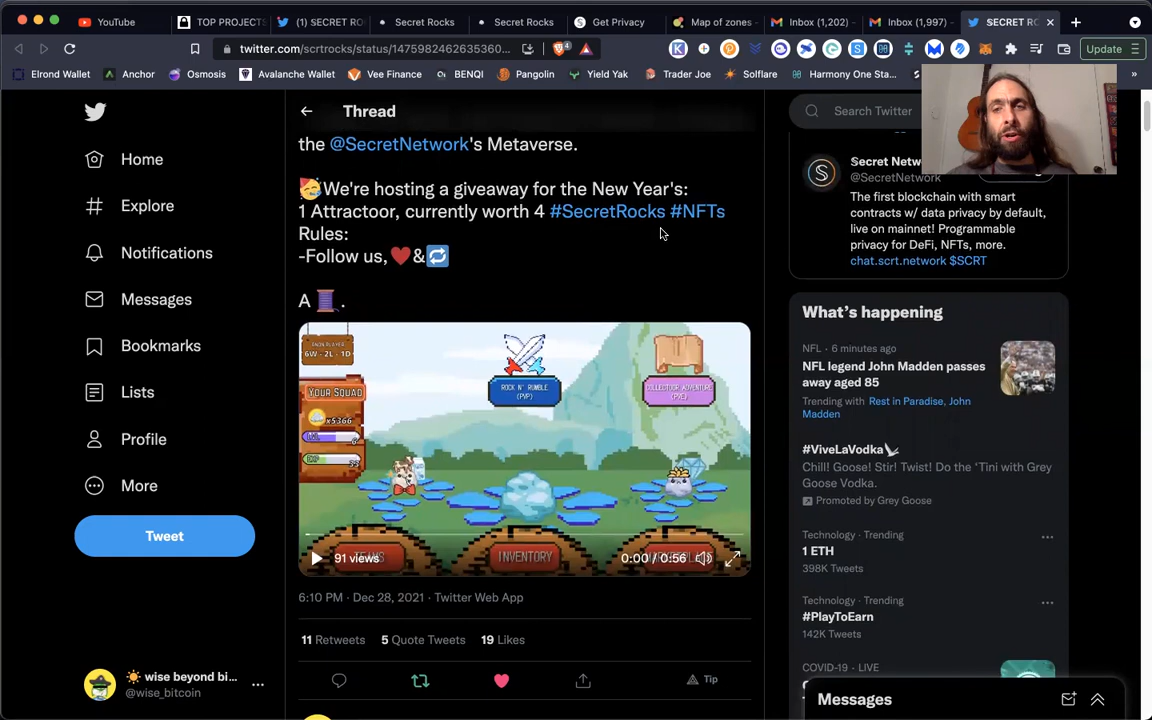 YouTube
TOP PROJECTS
(1) SECRET RO
Secret Rocks
Secret Rocks
Get Privacy
Map of zones
Inbox (1,202)
Inbox (1,997)
SECRET RO
twitter.com/scrtrocks/status/1475982462635360...
4
Update
Elrond Wallet
Anchor
Osmosis
Avalanche Wallet
Vee Finance
BENQI
Pangolin
Yield Yak
Trader Joe
Solflare
Harmony One Sta...
Thread
Search Twitter
Home
Explore
Notifications
Messages
Bookmarks
Lists
Profile
More
Tweet
wise beyond bi...
@wise_bitcoin
the @SecretNetwork's Metaverse.
We're hosting a giveaway for the New Year's:
1 Attractoor, currently worth 4 #SecretRocks #NFTs
Rules:
-Follow us, &
A .
6W - 2L - 1D
YOUR SQUAD
x5366
ROCK N' RUMBLE
(PVP)
COLLECTOOR ADVENTURE
(PVE)
INVENTORY
91 views
0:00 / 0:56
6:10 PM · Dec 28, 2021 · Twitter Web App
11 Retweets 5 Quote Tweets 19 Likes
Tip
Secret Netw
@SecretNetwork
The first blockchain with smart
contracts w/ data privacy by default,
live on mainnet! Programmable
privacy for DeFi, NFTs, more.
chat.scrt.network $SCRT
What's happening
NFL · 6 minutes ago
NFL legend John Madden passes
away aged 85
Trending with Rest in Paradise, John
Madden
#ViveLaVodka
Chill! Goose! Stir! Twist! Do the 'Tini with Grey
Goose Vodka.
Promoted by Grey Goose
Technology · Trending
1 ETH
398K Tweets
Technology · Trending
#PlayToEarn
142K Tweets
COVID-19 · LIVE
Messages